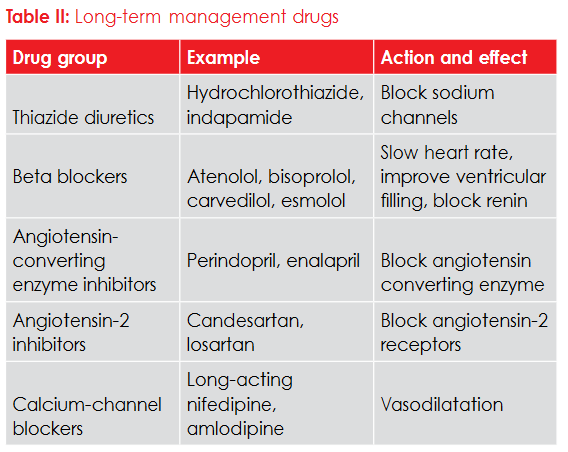 Table II: Long-term management drugs
Drug group
Example
Action and effect
Thiazide diuretics
Hydrochlorothiazide,
indapamide
Block sodium
channels
Beta blockers
Atenolol, bisoprolol,
carvedilol, esmolol
Slow heart rate,
improve ventricular
filling, block renin
Angiotensin-
converting
enzyme inhibitors
Perindopril, enalapril
Block angiotensin
converting enzyme
Angiotensin-2
inhibitors
Candesartan,
losartan
Block angiotensin-2
receptors
Calcium-channel
blockers
Long-acting
nifedipine,
amlodipine
Vasodilatation